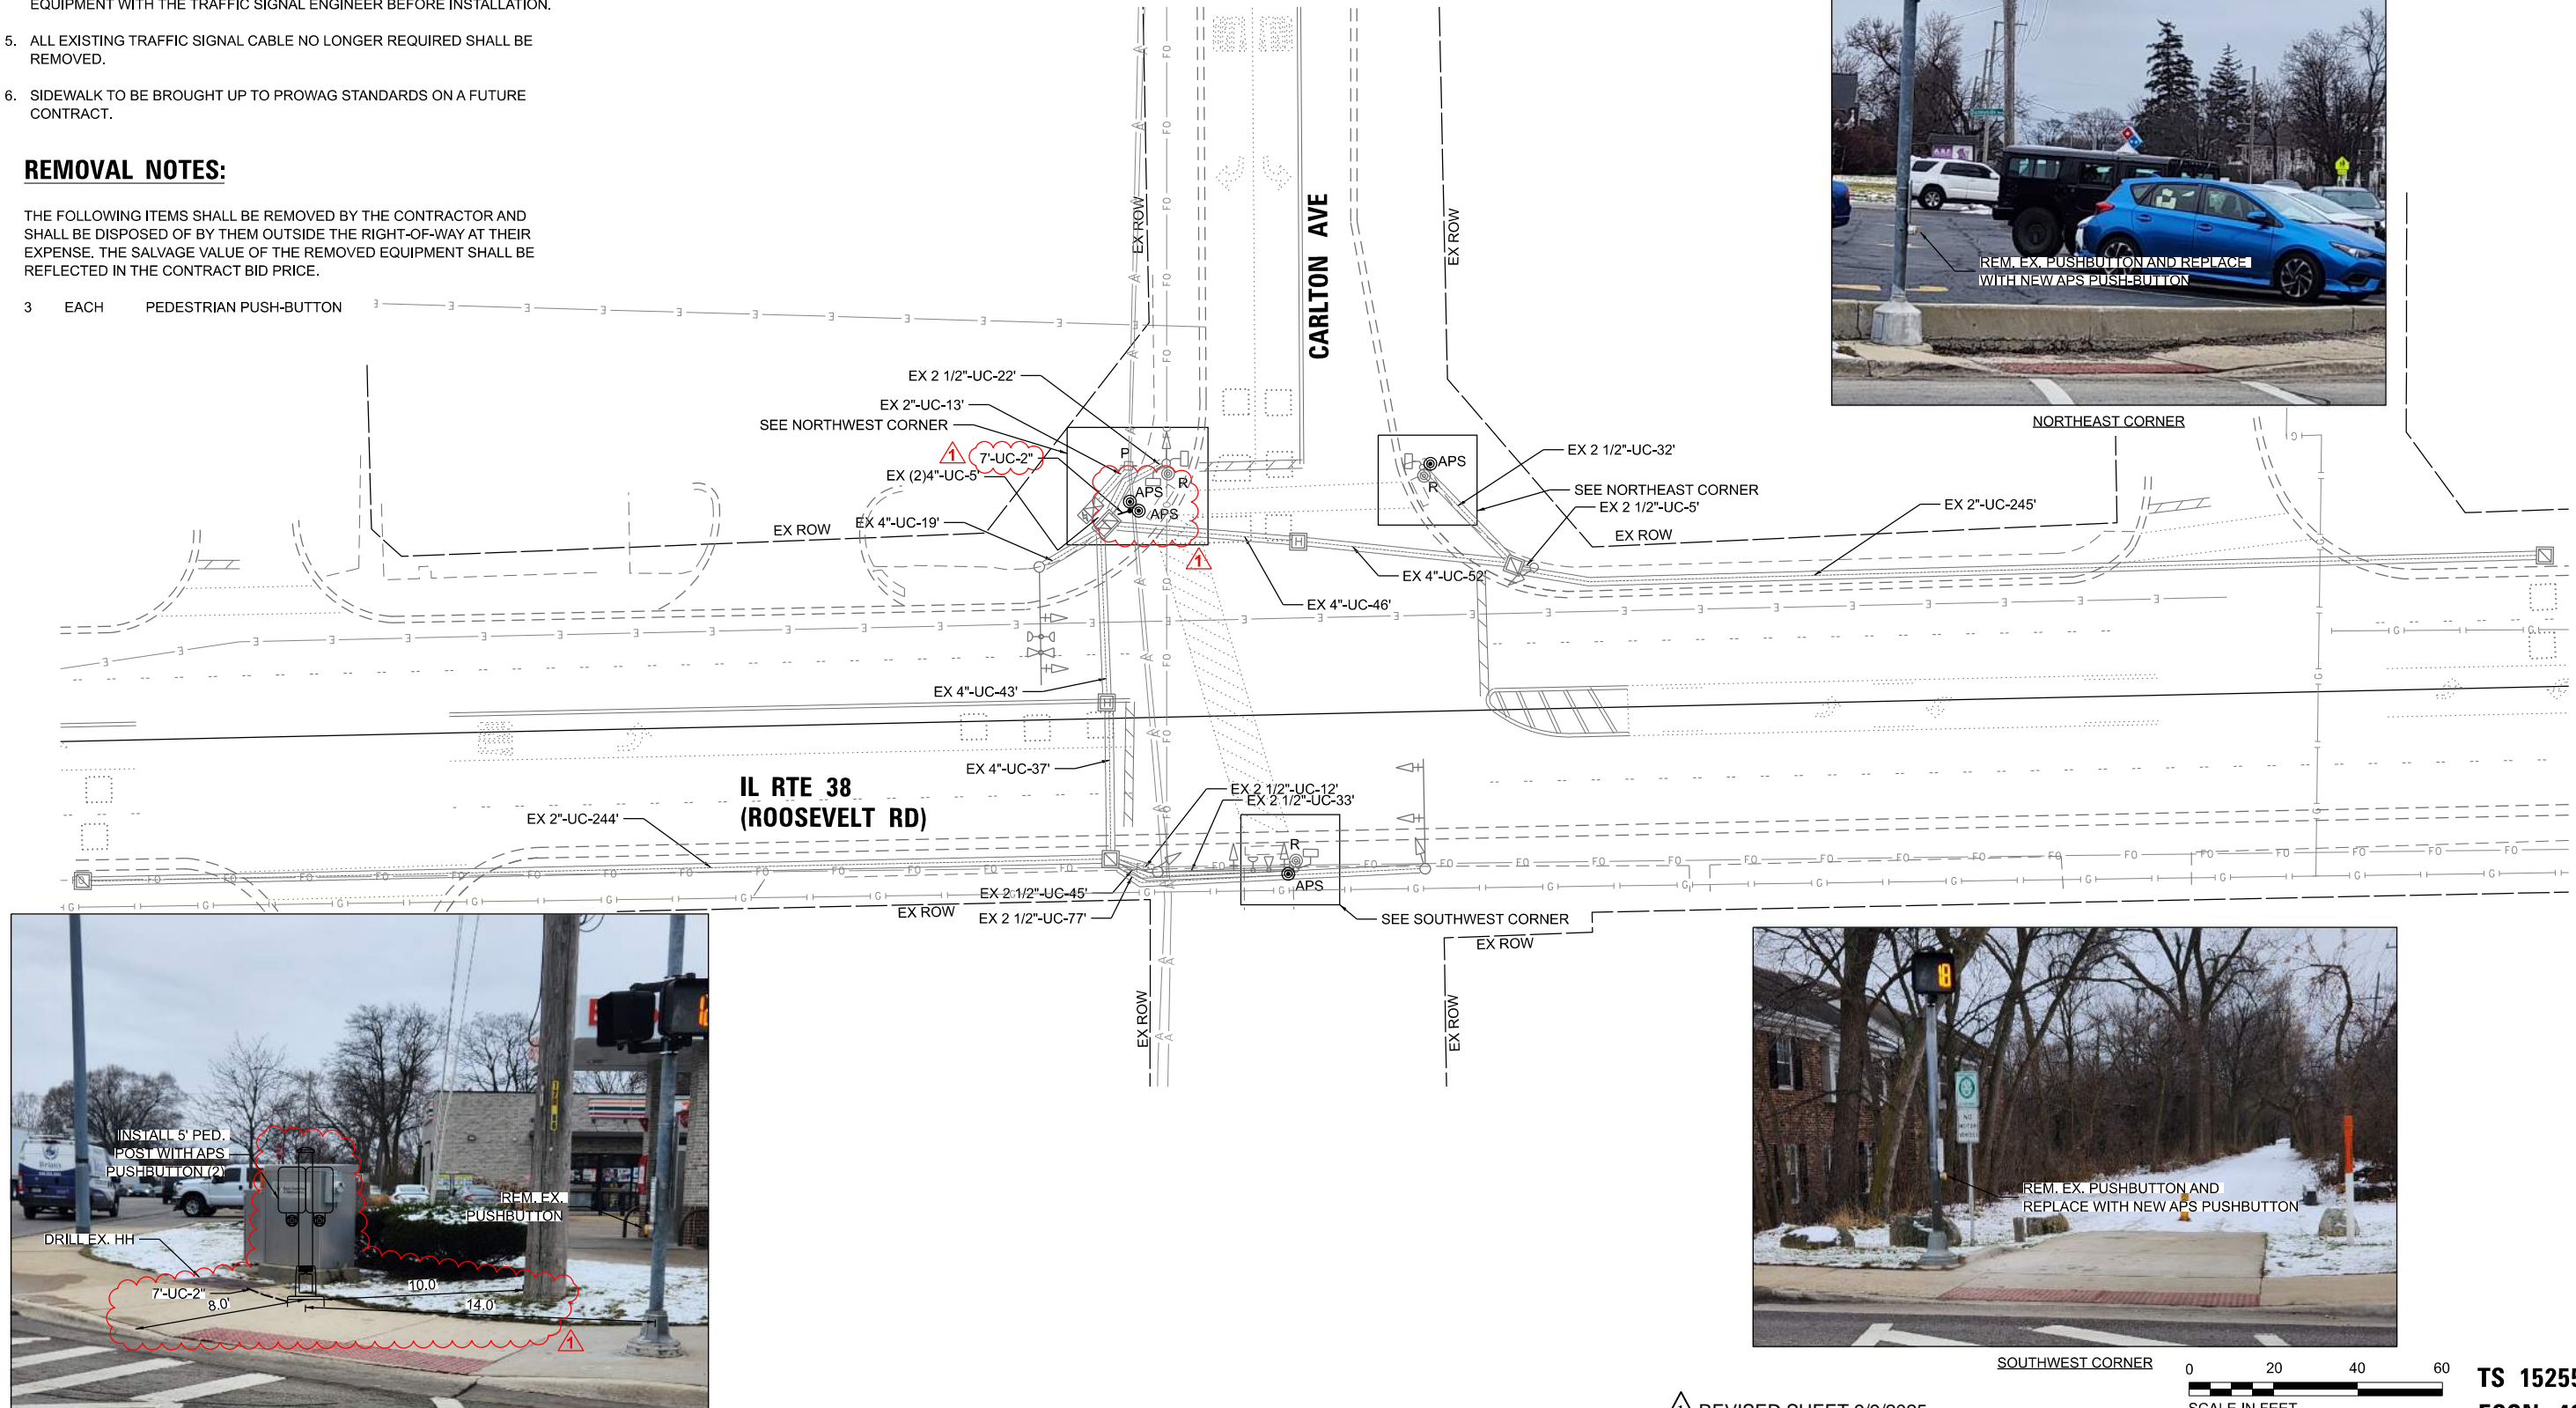 EQUIPMENT WITH THE TRAFFIC SIGNAL ENGINEER BEFORE INSTALLATION.
5. ALL EXISTING TRAFFIC SIGNAL CABLE NO LONGER REQUIRED SHALL BE
REMOVED.
6. SIDEWALK TO BE BROUGHT UP TO PROWAG STANDARDS ON A FUTURE
CONTRACT.
REMOVAL NOTES:
THE FOLLOWING ITEMS SHALL BE REMOVED BY THE CONTRACTOR AND
SHALL BE DISPOSED OF BY THEM OUTSIDE THE RIGHT-OF-WAY AT THEIR
EXPENSE. THE SALVAGE VALUE OF THE REMOVED EQUIPMENT SHALL BE
REFLECTED IN THE CONTRACT BID PRICE.
3 EACH PEDESTRIAN PUSH-BUTTON
EX ROW
CARLTON AVE
EX ROW
REM. EX. PUSHBUTTON AND REPLACE
WITH NEW APS PUSH-BUTTON
NORTHEAST CORNER
EX 2 1/2"-UC-22'
EX 2"-UC-13'
SEE NORTHWEST CORNER
1
7'-UC-2"
EX (2)4"-UC-5'
EX 4"-UC-19'
EX ROW
P
R
APS
APS
1
APS
R
EX 2 1/2"-UC-32'
SEE NORTHEAST CORNER
EX 2 1/2"-UC-5'
EX 2"-UC-245'
EX ROW
H
EX 4"-UC-52'
EX 4"-UC-46'
EX 4"-UC-43'
H
EX 4"-UC-37'
IL RTE 38
(ROOSEVELT RD)
EX 2"-UC-244'
EX 2 1/2"-UC-12'
EX 2 1/2"-UC-33'
R
APS
EX 2 1/2"-UC-45'
EX 2 1/2"-UC-77'
EX ROW
SEE SOUTHWEST CORNER
EX ROW
EX ROW
EX ROW
INSTALL 5' PED.
POST WITH APS
PUSHBUTTON (2)
REM. EX.
PUSHBUTTON
DRILL EX. HH
7'-UC-2"
8.0'
10.0'
14.0'
1
18
REM. EX. PUSHBUTTON AND
REPLACE WITH NEW APS PUSHBUTTON
SOUTHWEST CORNER
0 20 40 60
TS 15255